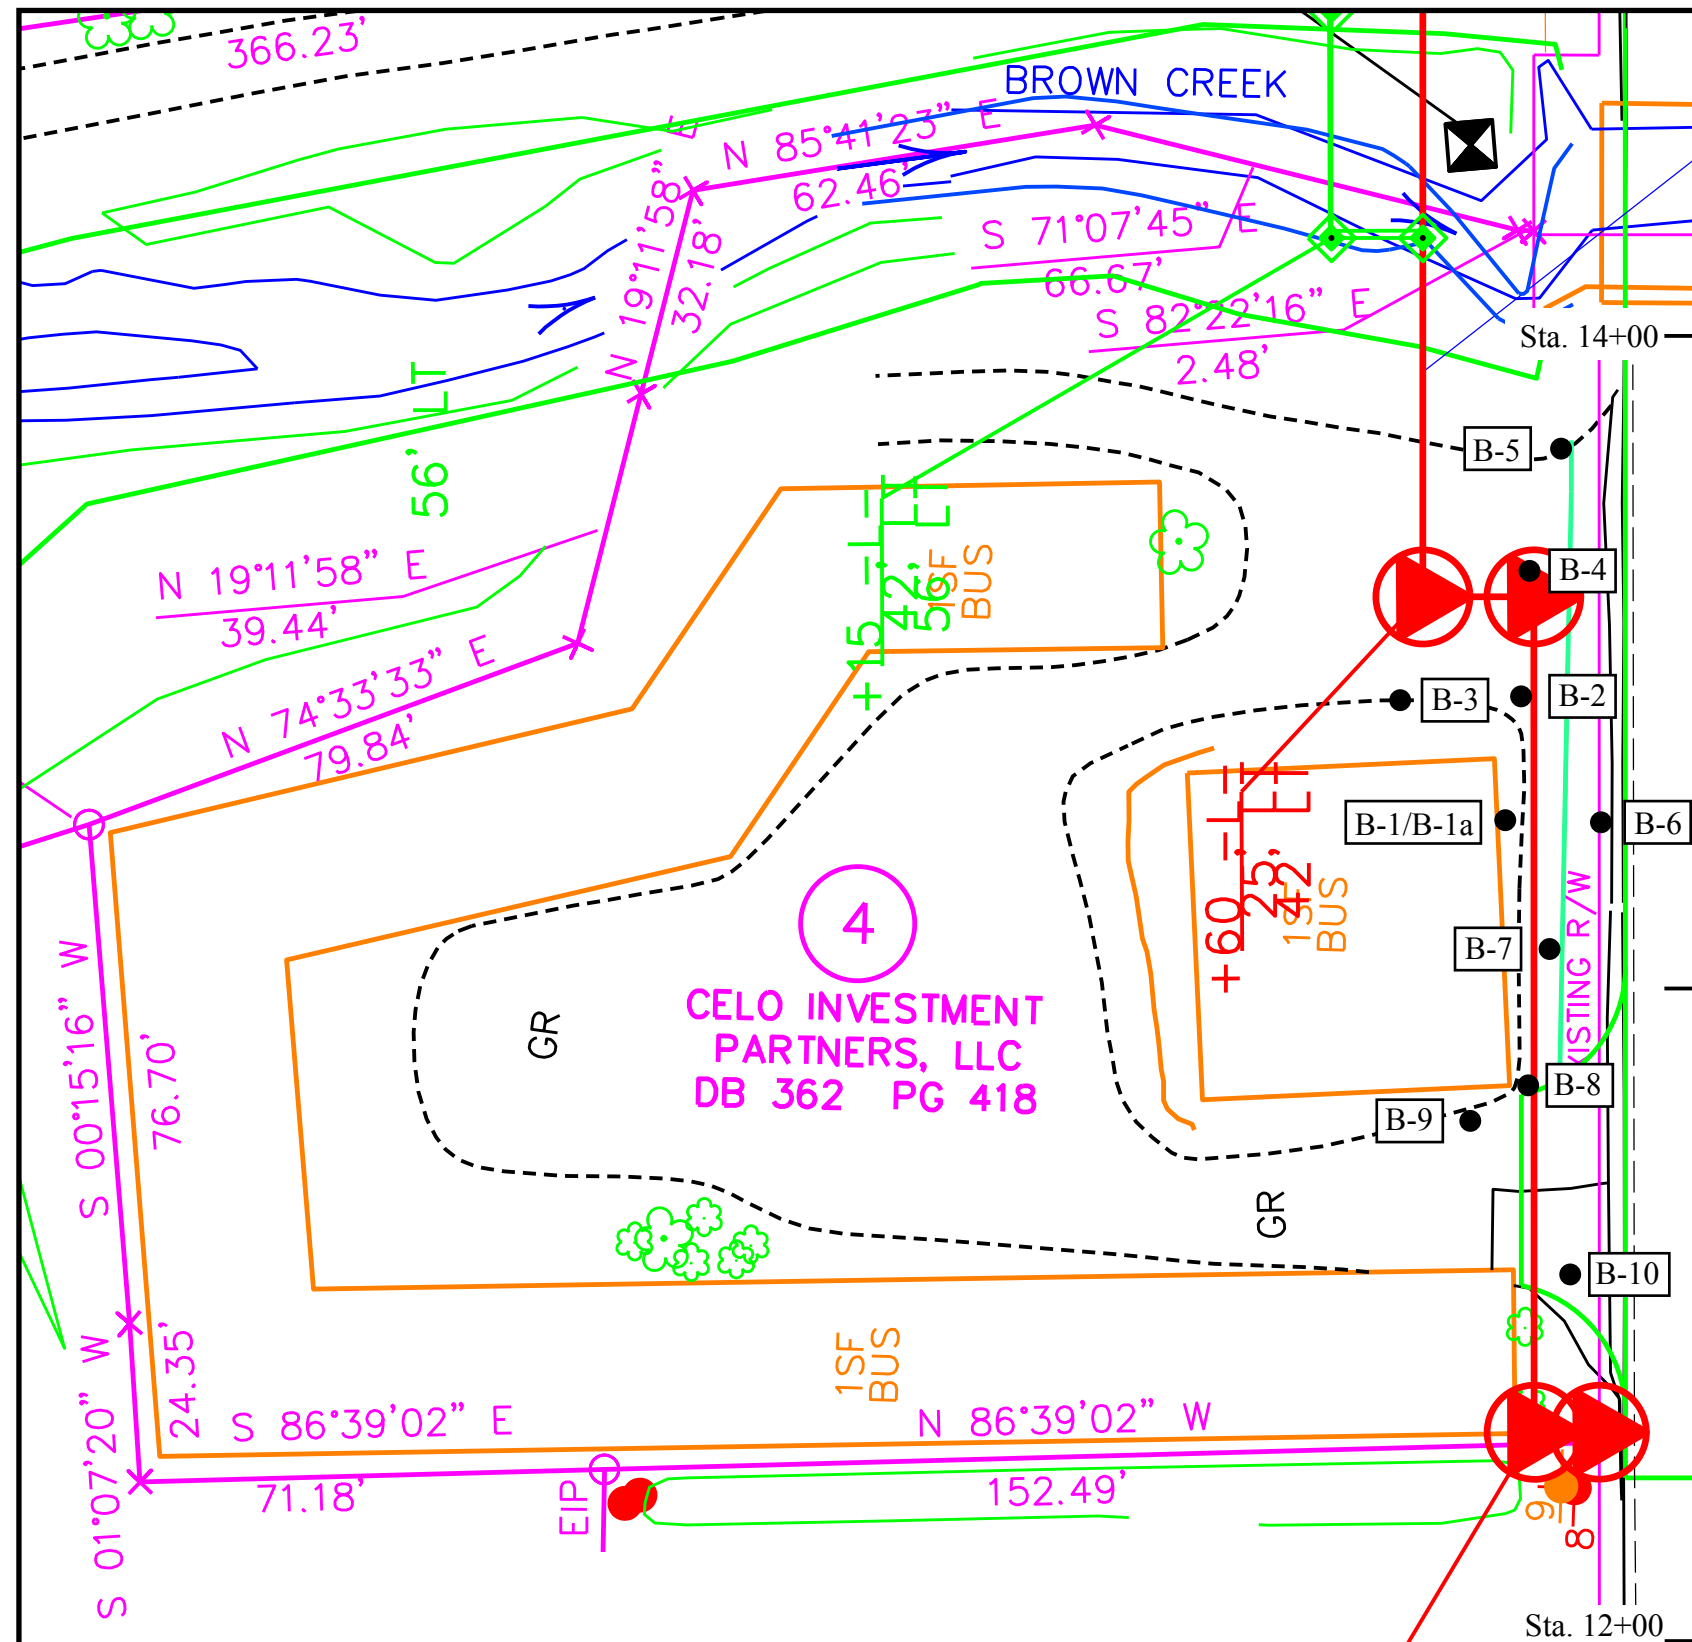 366.23'
BROWN CREEK
N 85°41'23" E
62.46'
N 19°11'58" E
32.18'
S 71°07'45" E
66.67'
S 82°22'16" E
2.48'
Sta. 14+00
56' LT
B-5
N 19°11'58" E
39.44'
+15 -L-
42' LT
56'
1SF
BUS
B-4
N 74°33'33" E
79.84'
B-3
B-2
+60 -L-
25' LT
42'
1SF
BUS
B-1/B-1a
B-6
4
CELO INVESTMENT
PARTNERS, LLC
DB 362 PG 418
GR
B-7
XISTING R/W
S 00°15'16" W
76.70'
B-8
B-9
GR
B-10
1SF
BUS
S 01°07'20" W
24.35'
S 86°39'02" E
71.18'
N 86°39'02" W
152.49'
EIP
9
8
Sta. 12+00